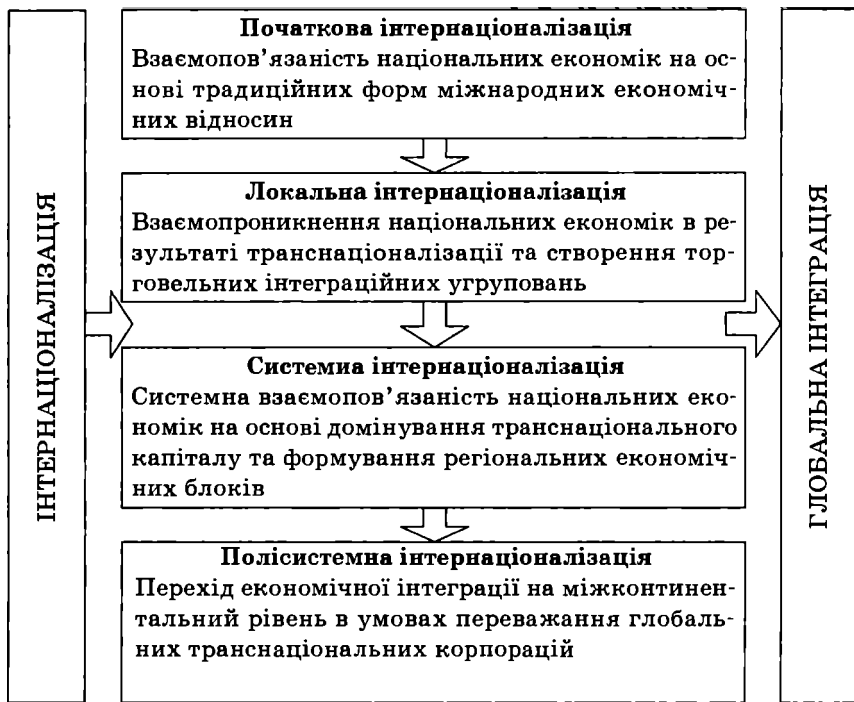 ІНТЕРНАЦІОНАЛІЗАЦІЯ
Початкова інтернаціоналізація
Взаємопов’язаність національних економік на ос-
нові традиційних форм міжнародних економіч-
них відносин
Локальна інтернаціоналізація
Взаємопроникнення національних економік в ре-
зультаті транснаціоналізації та створення тор-
говельних інтеграційних угруповань
Системна інтернаціоналізація
Системна взаємопов’язаність національних еко-
номік на основі домінування транснаціонального
капіталу та формування регіональних економіч-
них блоків
Полісистемна інтернаціоналізація
Перехід економічної інтеграції на міжконтинен-
тальний рівень в умовах переважання глобаль-
них транснаціональних корпорацій
ГЛОБАЛЬНА ІНТЕГРАЦІЯ